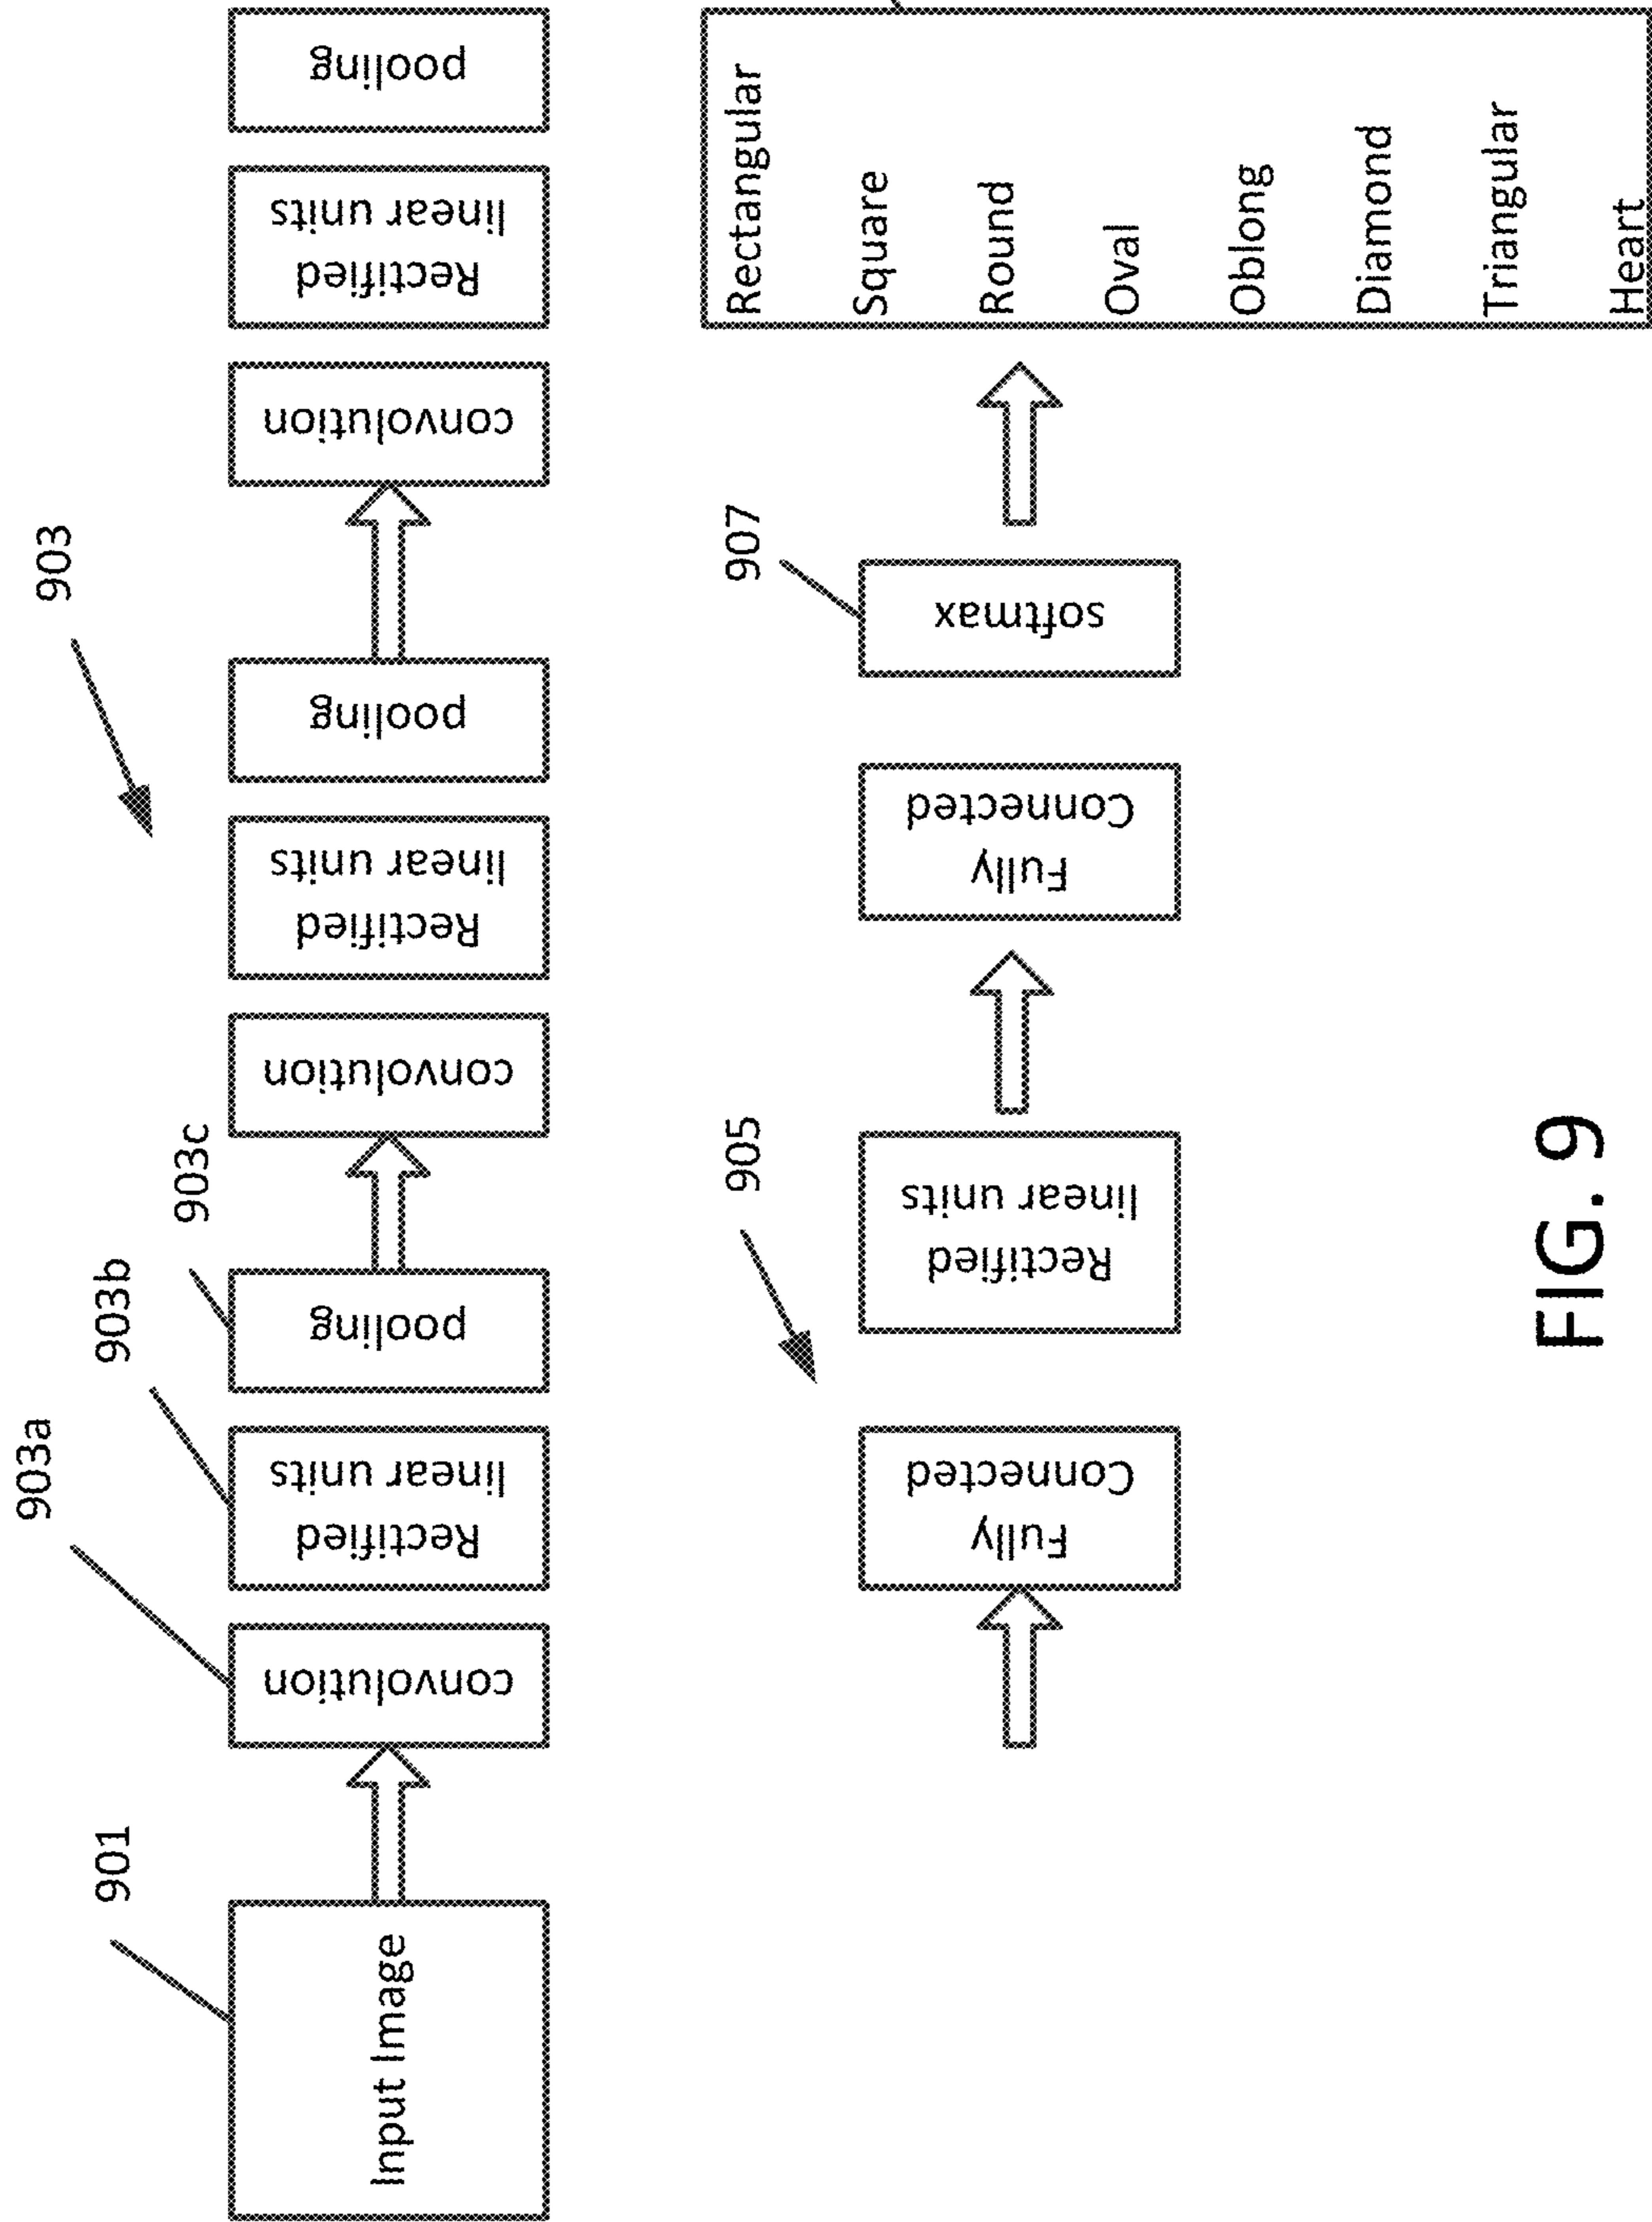 903
903a
903b
903c
901
Input Image
convolution
Rectified
linear units
pooling
convolution
Rectified
linear units
pooling
convolution
Rectified
linear units
pooling
905
907
Fully
Connected
Rectified
linear units
Fully
Connected
softmax
Rectangular
Square
Round
Oval
Oblong
Diamond
Triangular
Heart
FIG. 9